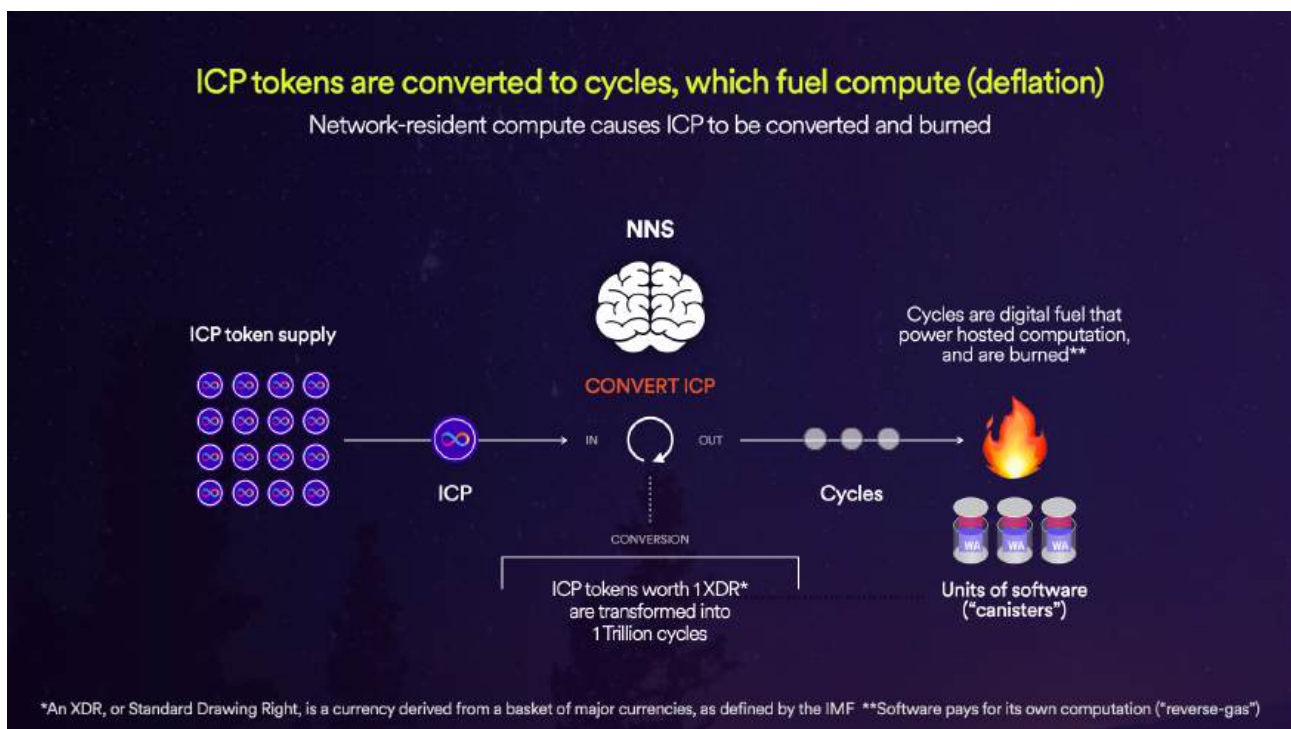 ICP tokens are converted to cycles, which fuel compute (deflation)
Network-resident compute causes ICP to be converted and burned
NNS
ICP token supply
CONVERT ICP
Cycles are digital fuel that
power hosted computation,
and are burned**
IN
OUT
ICP
Cycles
CONVERSION
WA WA WA
ICP tokens worth 1 XDR*
are transformed into
1 Trillion cycles
Units of software
("canisters")
*An XDR, or Standard Drawing Right, is a currency derived from a basket of major currencies, as defined by the IMF **Software pays for its own computation ("reverse-gas")